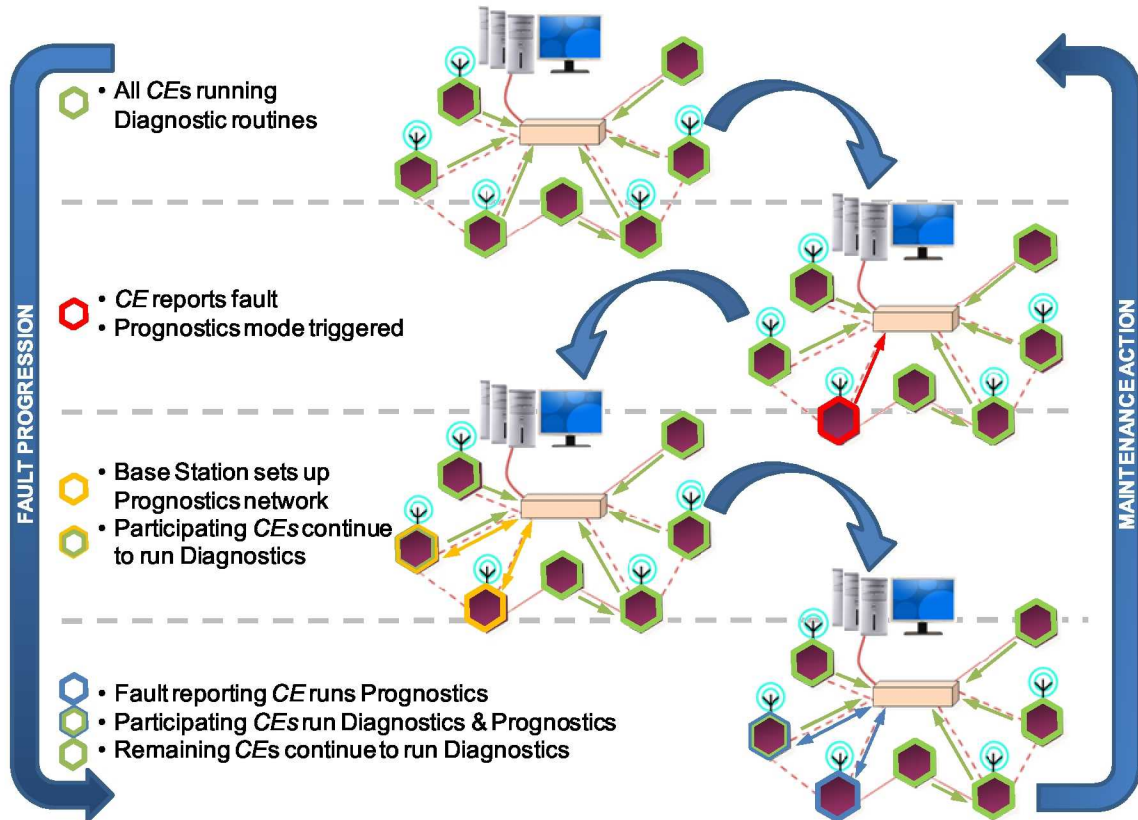 • All CEs running
Diagnostic routines
• CE reports fault
• Prognostics mode triggered
• Base Station sets up
Prognostics network
• Participating CEs continue
to run Diagnostics
• Fault reporting CE runs Prognostics
• Participating CEs run Diagnostics & Prognostics
• Remaining CEs continue to run Diagnostics
FAULT PROGRESSION
MAINTENANCE ACTION